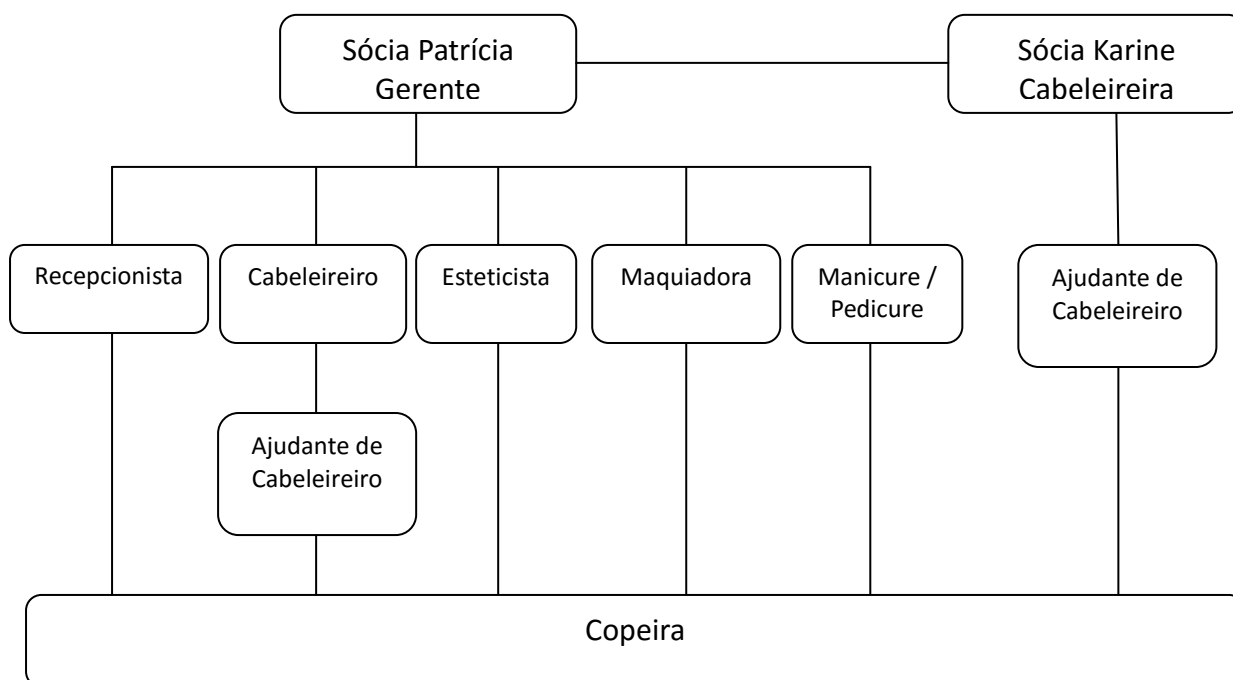 Sócia Patrícia
Gerente
Sócia Karine
Cabeleireira
Recepcionista
Cabeleireiro
Esteticista
Maquiadora
Manicure /
Pedicure
Ajudante de
Cabeleireiro
Ajudante de
Cabeleireiro
Copeira